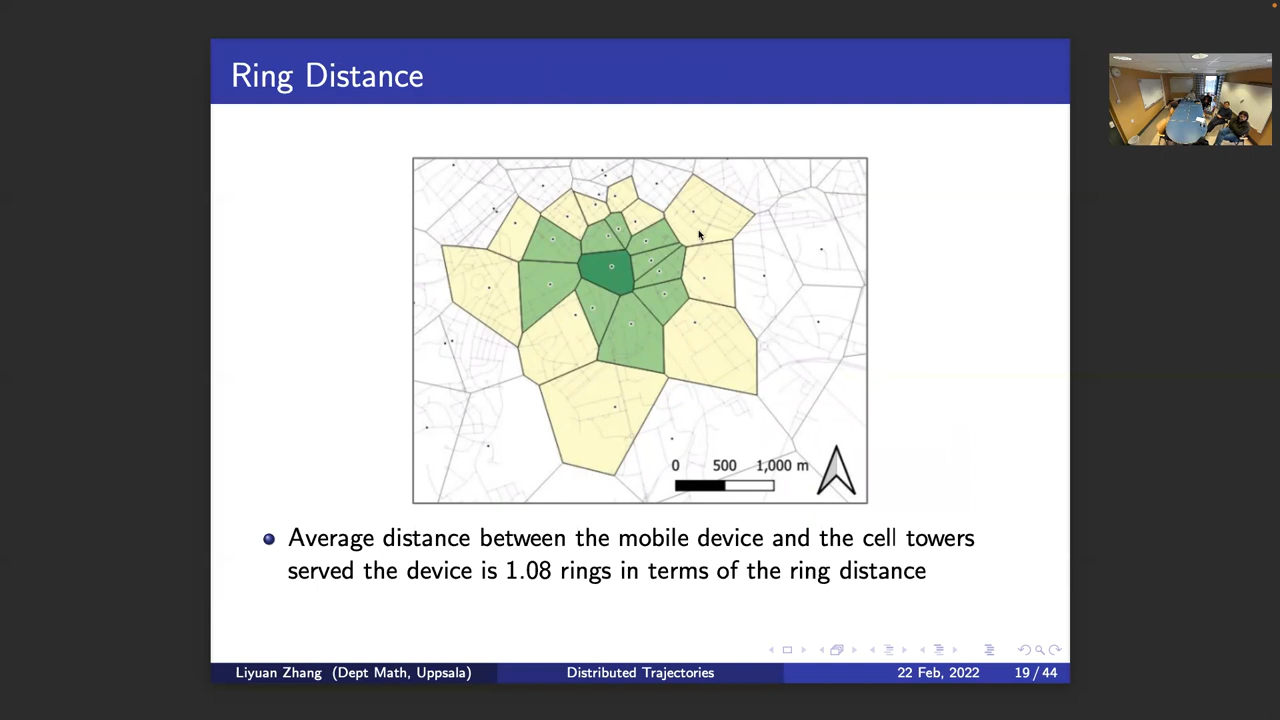 Ring Distance
0 500 1,000 m
Average distance between the mobile device and the cell towers
served the device is 1.08 rings in terms of the ring distance
Liyuan Zhang (Dept Math, Uppsala) Distributed Trajectories 22 Feb, 2022 19 / 44